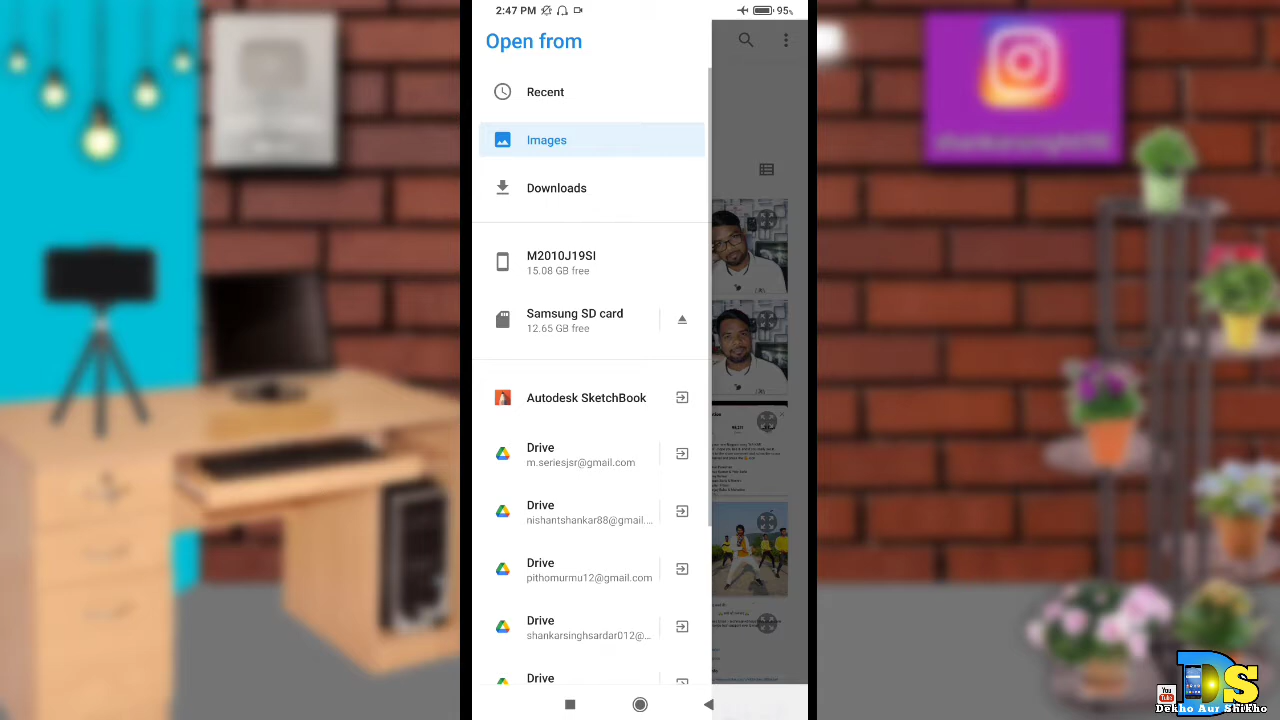 2:47 PM
95%
Open from
Recent
Images
Downloads
M2010J19SI
15.08 GB free
Samsung SD card
12.65 GB free
Autodesk SketchBook
Drive
m.seriesjsr@gmail.com
Drive
nishantshankar88@gmail....
Drive
pithomurmu12@gmail.com
Drive
shankarsinghsardar012@...
Drive
DS
You
Dekho Aur Shikho